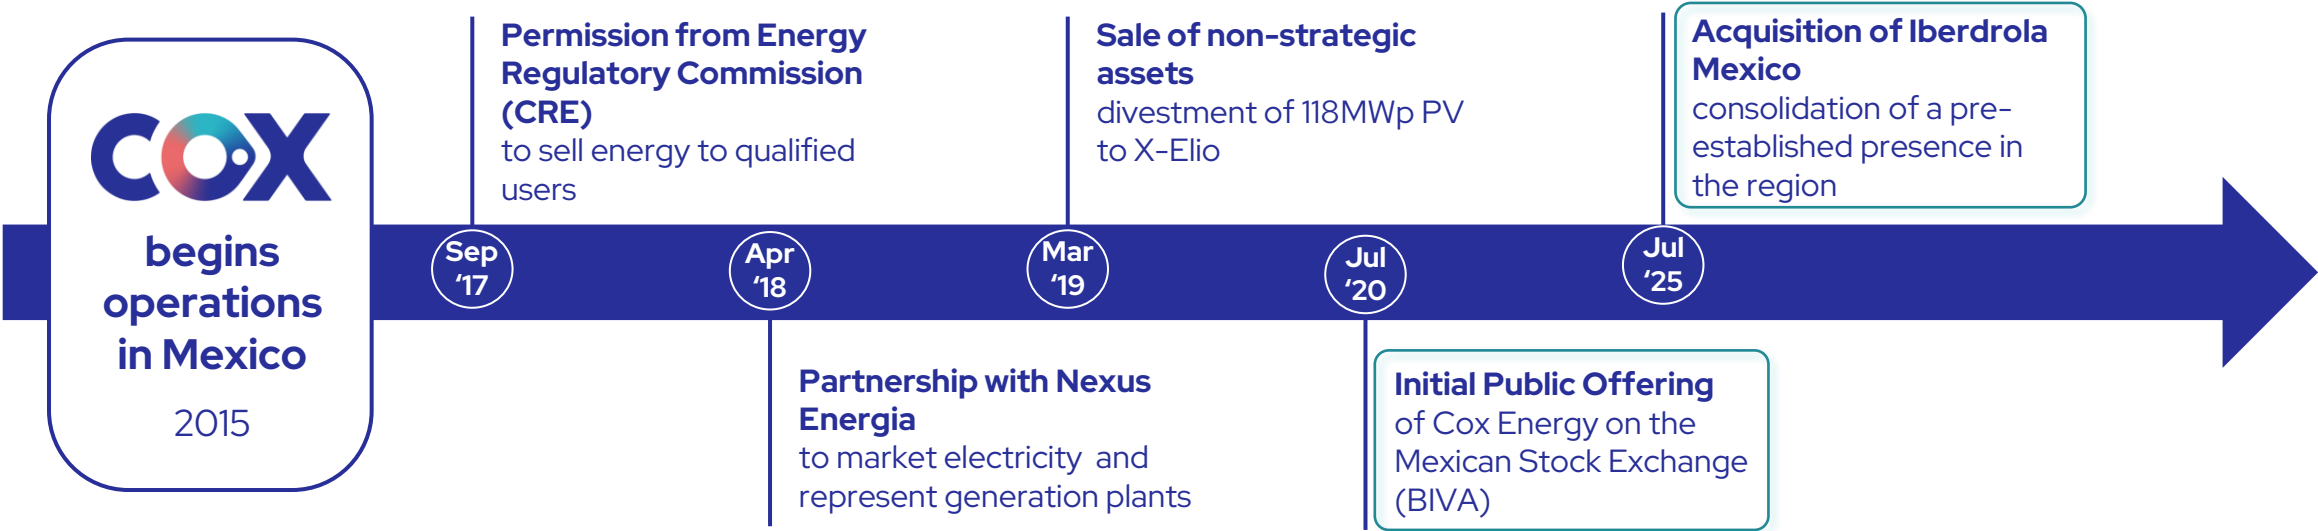 COX
begins
operations
in Mexico
2015
Sep
‘17
Permission from Energy
Regulatory Commission
(CRE)
to sell energy to qualified
users
Apr
‘18
Partnership with Nexus
Energia
to market electricity  and
represent generation plants
Mar
‘19
Sale of non-strategic
assets
divestment of 118MWp PV
to X-Elio
Jul
‘20
Initial Public Offering
of Cox Energy on the
Mexican Stock Exchange
(BIVA)
Jul
‘25
Acquisition of Iberdrola
Mexico
consolidation of a pre-
established presence in
the region